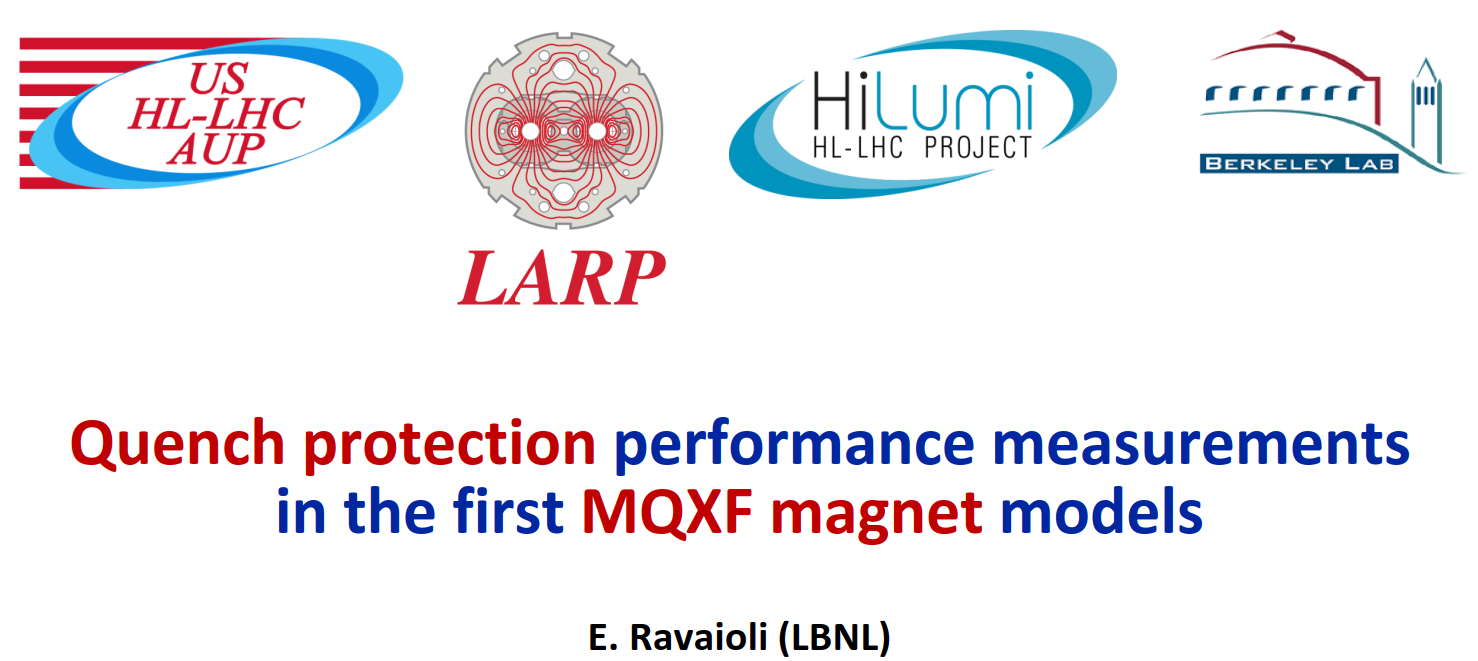 US
HL-LHC
AUP
LARP
HiLumi
HL-LHC PROJECT
BERKELEY LAB
Quench protection performance measurements
in the first MQXF magnet models
E. Ravaioli (LBNL)